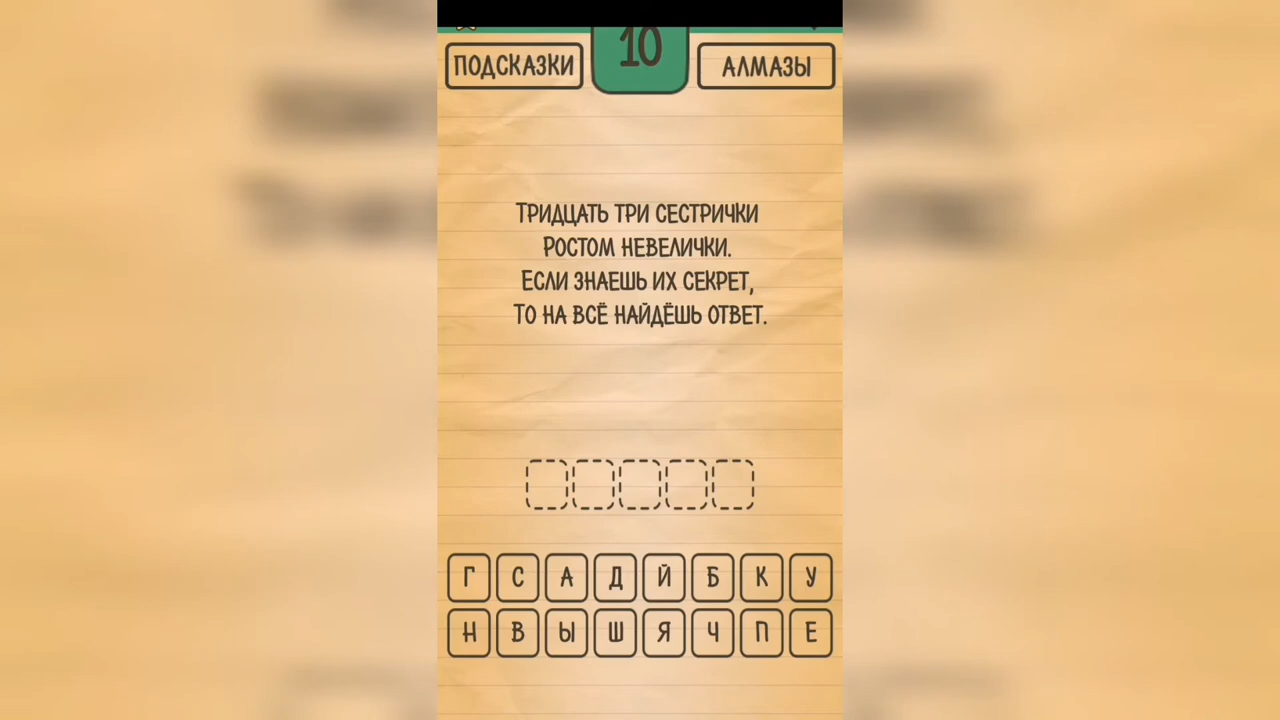 ПОДСКАЗКИ 10 АЛМАЗЫ
ТРИДЦАТЬ ТРИ СЕСТРИЧКИ
РОСТОМ НЕВЕЛИЧКИ.
ЕСЛИ ЗНАЕШЬ ИХ СЕКРЕТ,
ТО НА ВСЁ НАЙДЁШЬ ОТВЕТ.
Г С А Д Й Б К У
Н В Ы Ш Я Ч П Е